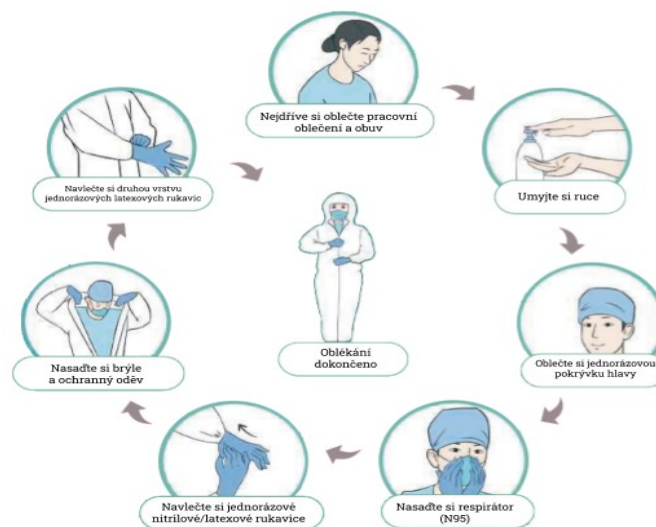 Nejdříve si oblečte pracovní
oblečení a obuv
Umyjte si ruce
Oblečte si jednorázovou
pokrývku hlavy
Nasaďte si respirátor
(N95)
Navlečte si jednorázové
nitrilové/latexové rukavice
Nasaďte si brýle
a ochranný oděv
Navlečte si druhou vrstvu
jednorázových latexových rukavic
Oblékání
dokončeno